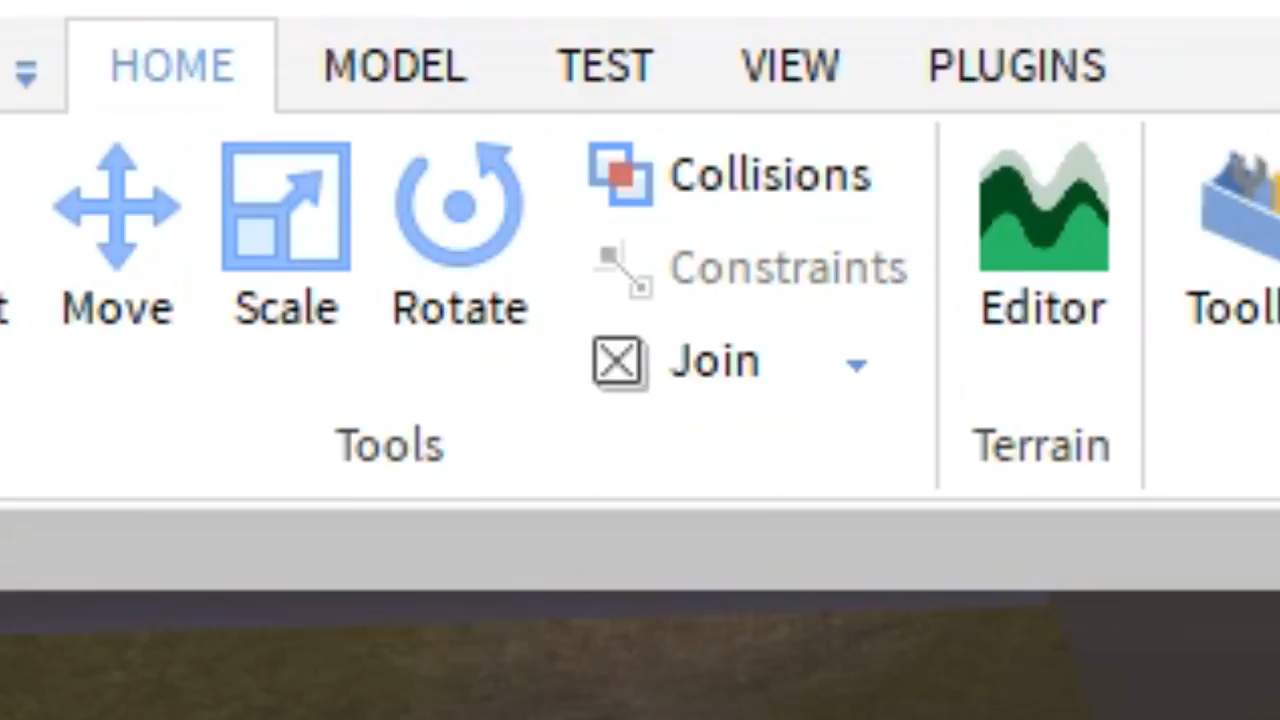 HOME MODEL TEST VIEW PLUGINS
Collisions
Constraints
Move Scale Rotate Editor
Join
Tools Terrain